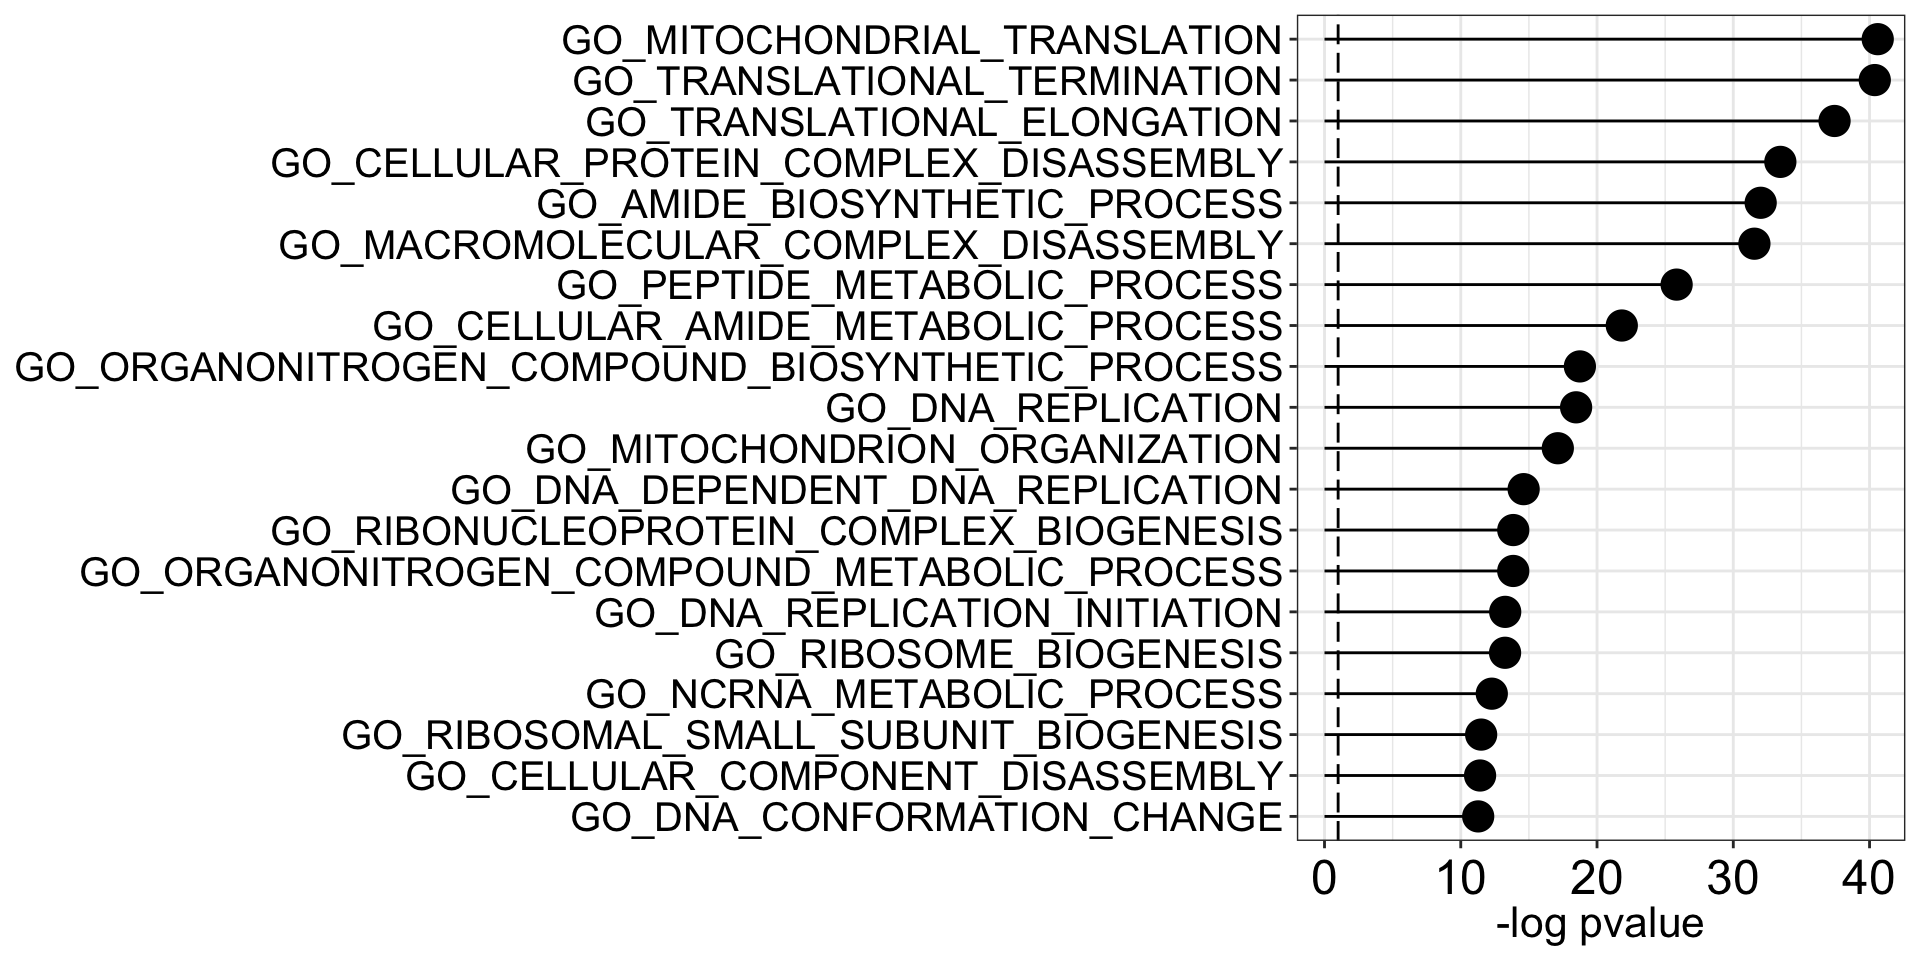 GO_MITOCHONDRIAL_TRANSLATION
GO_TRANSLATIONAL_TERMINATION
GO_TRANSLATIONAL_ELONGATION
GO_CELLULAR_PROTEIN_COMPLEX_DISASSEMBLY
GO_AMIDE_BIOSYNTHETIC_PROCESS
GO_MACROMOLECULAR_COMPLEX_DISASSEMBLY
GO_PEPTIDE_METABOLIC_PROCESS
GO_CELLULAR_AMIDE_METABOLIC_PROCESS
GO_ORGANONITROGEN_COMPOUND_BIOSYNTHETIC_PROCESS
GO_DNA_REPLICATION
GO_MITOCHONDRION_ORGANIZATION
GO_DNA_DEPENDENT_DNA_REPLICATION
GO_RIBONUCLEOPROTEIN_COMPLEX_BIOGENESIS
GO_ORGANONITROGEN_COMPOUND_METABOLIC_PROCESS
GO_DNA_REPLICATION_INITIATION
GO_RIBOSOME_BIOGENESIS
GO_NCRNA_METABOLIC_PROCESS
GO_RIBOSOMAL_SMALL_SUBUNIT_BIOGENESIS
GO_CELLULAR_COMPONENT_DISASSEMBLY
GO_DNA_CONFORMATION_CHANGE
0 10 20 30 40
-log pvalue